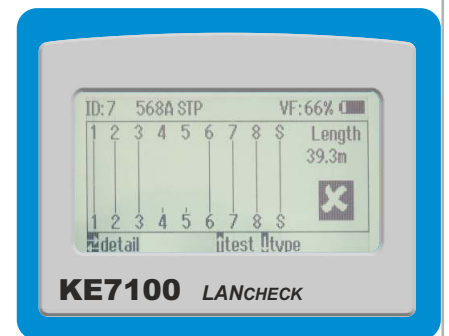 ID:7 568A STP VF:66%
1 2 3 4 5 6 7 8 S Length
39.3m
1 2 3 4 5 6 7 8 S
detail test type
KE7100 LANCHECK